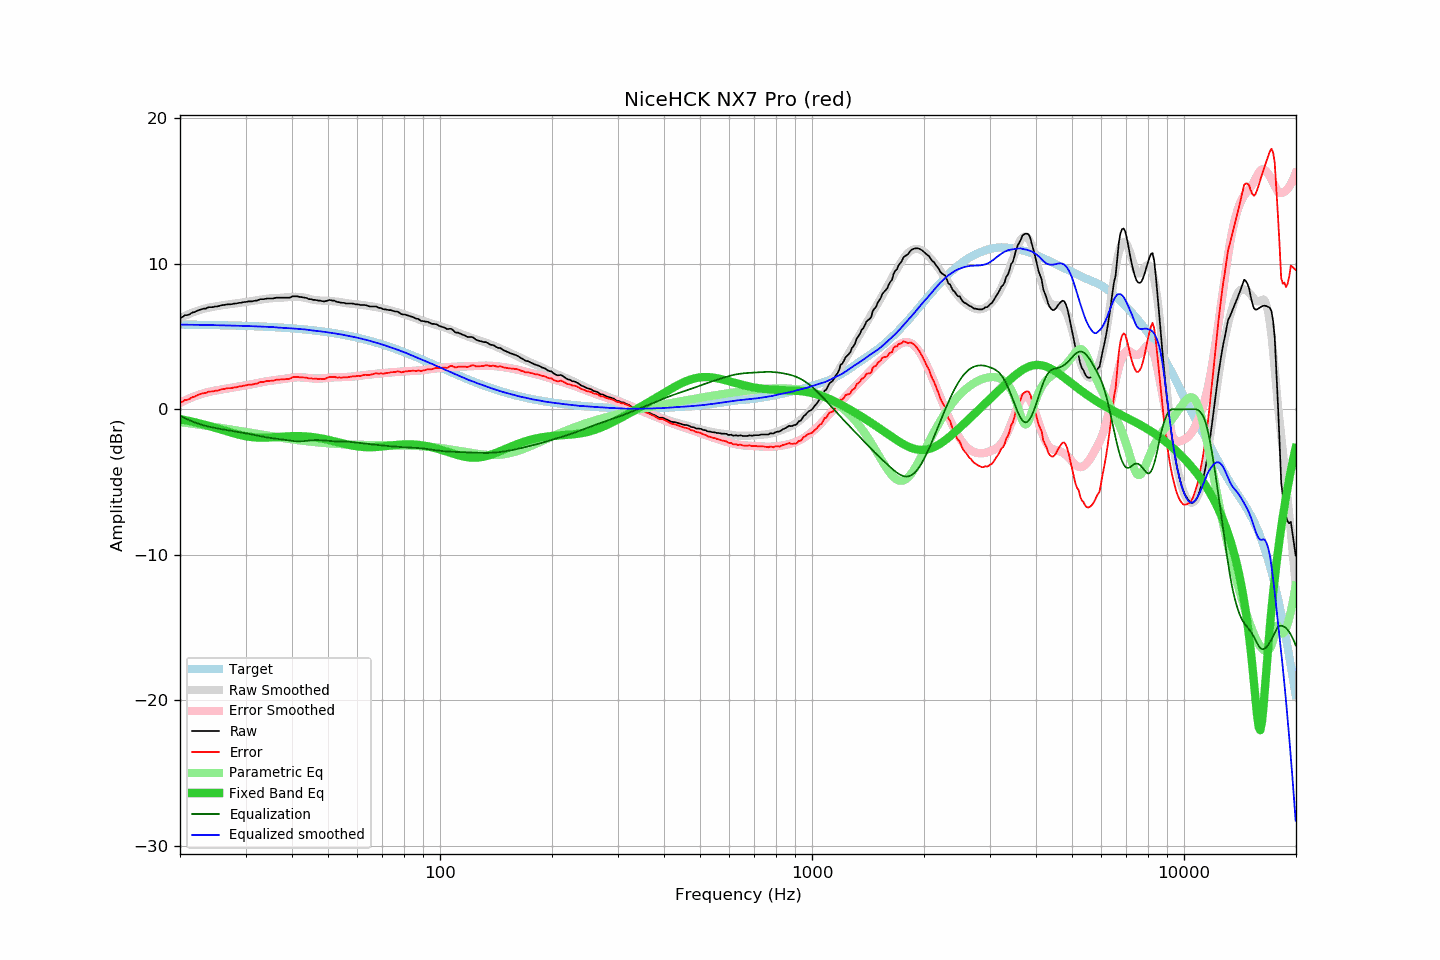 NiceHCK NX7 Pro (red)
20
10
0
−10
−20
−30
Amplitude (dBr)
Target
Raw Smoothed
Error Smoothed
Raw
Error
Parametric Eq
Fixed Band Eq
Equalization
Equalized smoothed
100
1000
10000
Frequency (Hz)